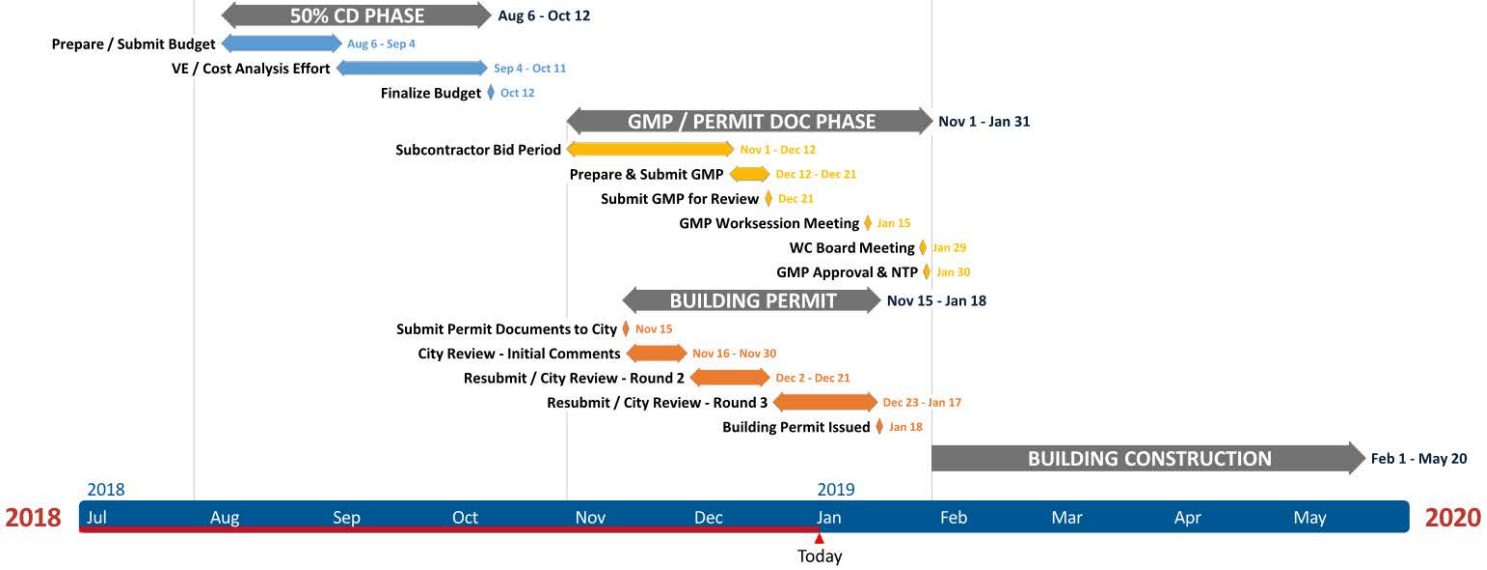 50% CD PHASE Aug 6 - Oct 12
Prepare / Submit Budget Aug 6 - Sep 4
VE / Cost Analysis Effort Sep 4 - Oct 11
Finalize Budget Oct 12
GMP / PERMIT DOC PHASE Nov 1 - Jan 31
Subcontractor Bid Period Nov 1 - Dec 12
Prepare & Submit GMP Dec 12 - Dec 21
Submit GMP for Review Dec 21
GMP Worksession Meeting Jan 15
WC Board Meeting Jan 29
GMP Approval & NTP Jan 30
BUILDING PERMIT Nov 15 - Jan 18
Submit Permit Documents to City Nov 15
City Review - Initial Comments Nov 16 - Nov 30
Resubmit / City Review - Round 2 Dec 2 - Dec 21
Resubmit / City Review - Round 3 Dec 23 - Jan 17
Building Permit Issued Jan 18
BUILDING CONSTRUCTION Feb 1 - May 20
2018 2019
2018 Jul Aug Sep Oct Nov Dec Jan Feb Mar Apr May 2020
Today